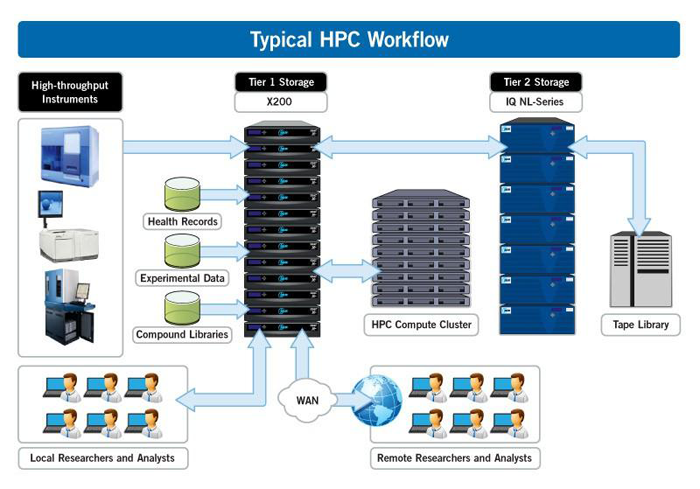 Typical HPC Workflow
High-throughput
Instruments
Tier 1 Storage
X200
Tier 2 Storage
IQ NL-Series
Health Records
Experimental Data
Compound Libraries
HPC Compute Cluster
Tape Library
WAN
Local Researchers and Analysts
Remote Researchers and Analysts